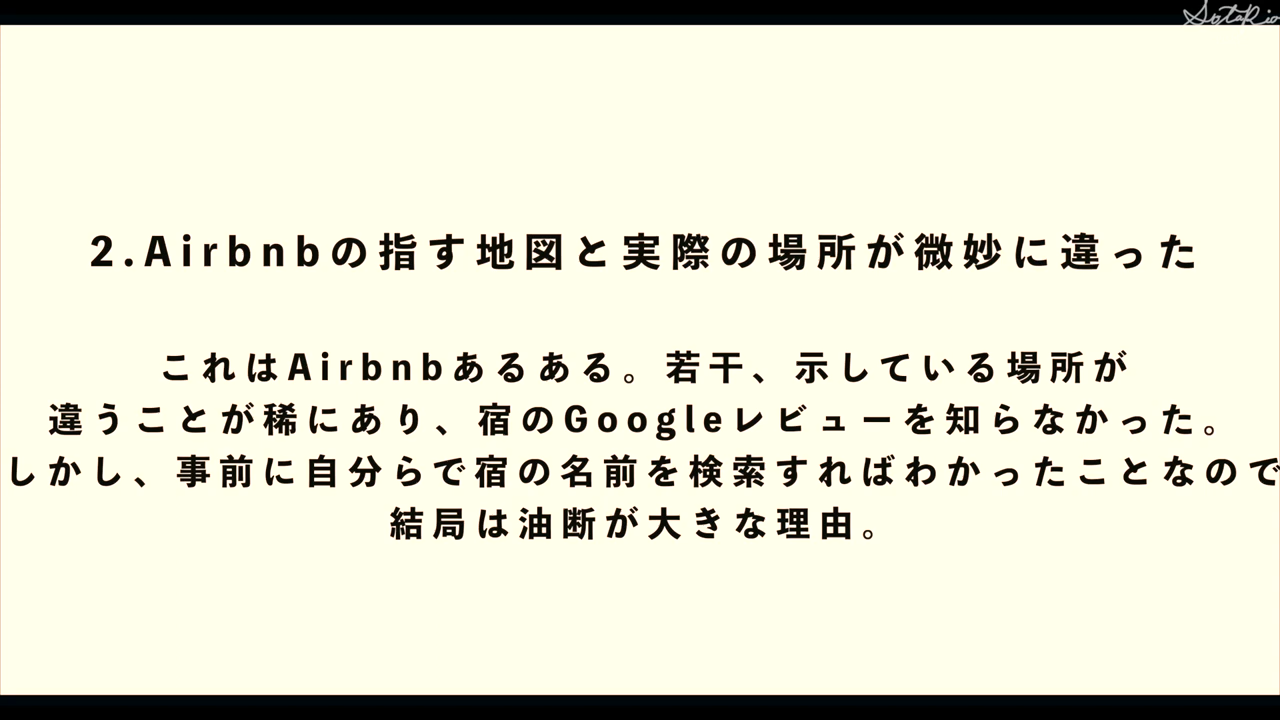 SotaRio
2.Airbnbの指す地図と実際の場所が微妙に違った
これはAirbnbあるある。若干、示している場所が
違うことが稀にあり、宿のGoogleレビューを知らなかった。
しかし、事前に自分らで宿の名前を検索すればわかったことなので
結局は油断が大きな理由。